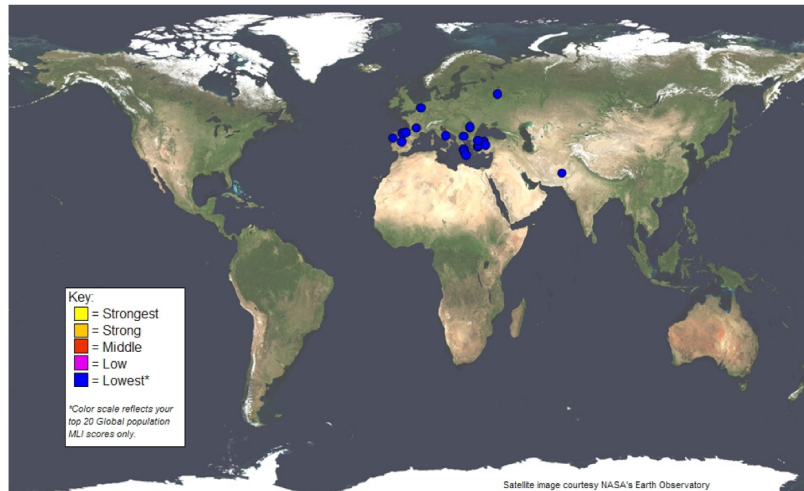 Key:
= Strongest
= Strong
= Middle
= Low
= Lowest*
*Color scale reflects your
top 20 Global population
MLI scores only.
Satellite image courtesy NASA's Earth Observatory